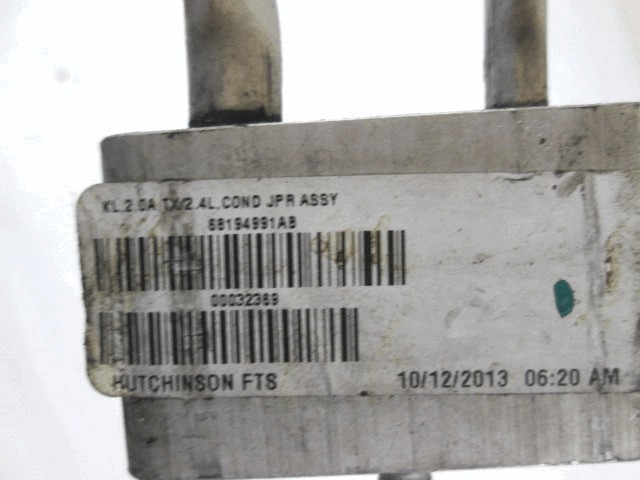 KL,2.0A TX/2.4L,COND JPR ASSY
68194991AB
00032369
HUTCHINSON FTS 10/12/2013 06:20 AM